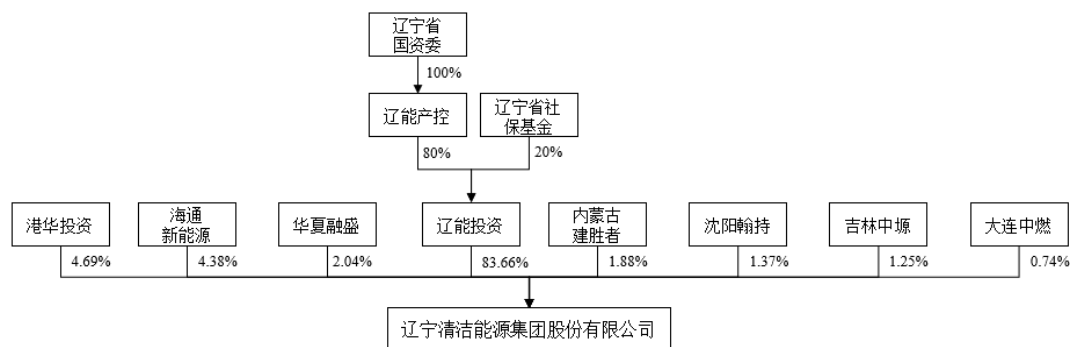 辽宁省
国资委
100%
辽能产控
辽宁省社
保基金
80%
20%
港华投资
海通
新能源
华夏融盛
辽能投资
内蒙古
建胜者
沈阳翰持
吉林中塬
大连中燃
4.69%
4.38%
2.04%
83.66%
1.88%
1.37%
1.25%
0.74%
辽宁清洁能源集团股份有限公司